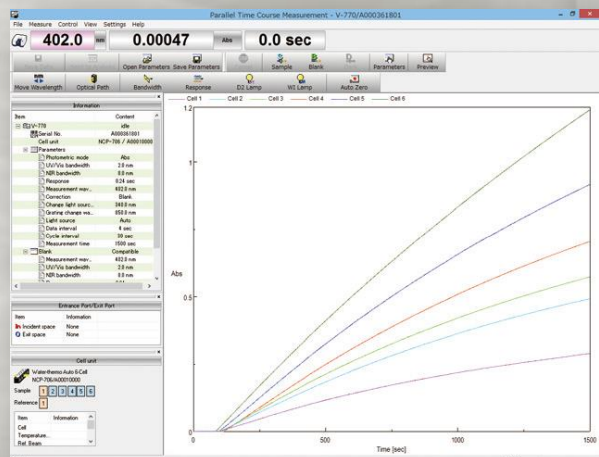 Parallel Time Course Measurement - V-770/A000361801
File Measure Control View Settings Help
402.0 nm 0.00047 Abs 0.0 sec
Open Parameters Save Parameters Sample Blank Parameters Preview
Move Wavelength Optical Path Bandwidth Response D2 Lamp WI Lamp Auto Zero
Information
Item Content
V-770 idle
Serial No. A000361801
Cell unit NCP-706 / A00010000
Parameters
Photometric mode Abs
UV/Vis bandwidth 2.0 nm
NIR bandwidth 8.0 nm
Response 0.24 sec
Measurement wav... 402.0 nm
Correction Blank
Change light sourc... 340.0 nm
Grating change wa... 850.0 nm
Light source Auto
Data interval 4 sec
Cycle interval 30 sec
Measurement time 1500 sec
Blank Compatible
Measurement wav... 402.0 nm
UV/Vis bandwidth 2.0 nm
NIR bandwidth 8.0 nm
Entrance Port/Exit Port
Item Information
Incident space None
Exit space None
Cell unit
Water-thermo Auto 6-Cell
NCP-706/A00010000
Sample 1 2 3 4 5 6
Reference 1
Item Information
Cell
Temperature...
Ref. Beam
Cell 1 Cell 2 Cell 3 Cell 4 Cell 5 Cell 6
1.2
1
Abs
0.5
0
0 500 1000 1500
Time [sec]